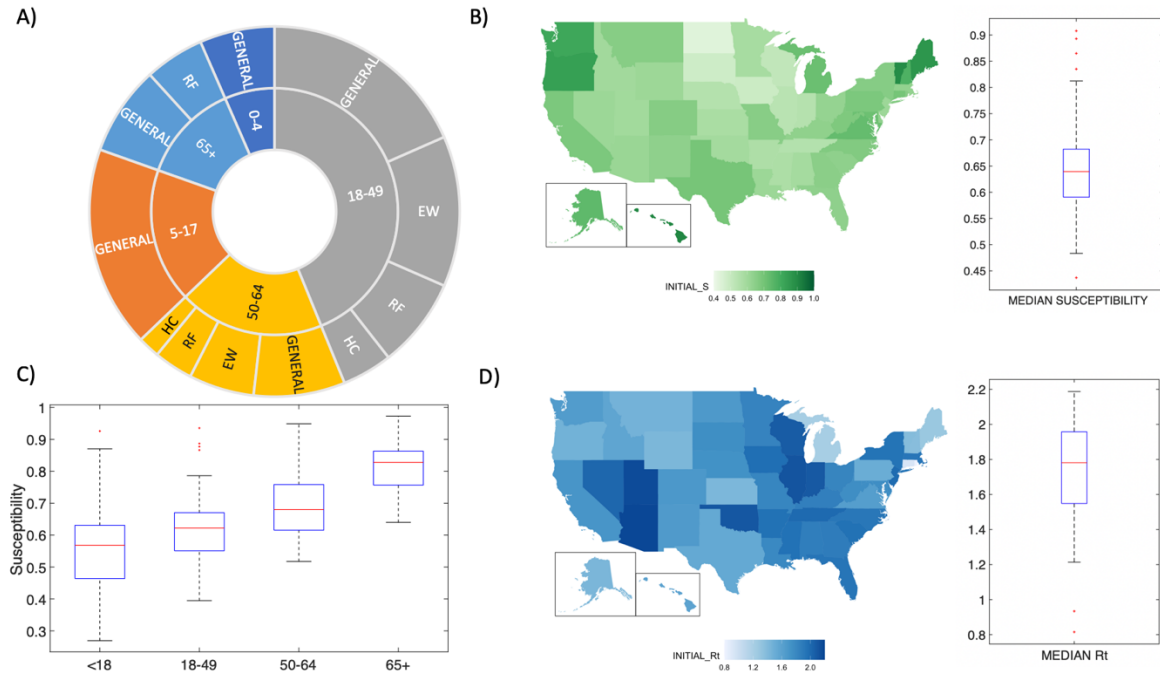 A)
GENERAL
GENERAL
RF
GENERAL
0-4
65+
18-49
EW
GENERAL
5-17
50-64
RF
HC
HC
RF
EW
GENERAL
B)
INITIAL_S
0.4 0.5 0.6 0.7 0.8 0.9 1.0
0.9
0.85
0.8
0.75
0.7
0.65
0.6
0.55
0.5
0.45
MEDIAN SUSCEPTIBILITY
C)
Susceptibility
1
0.9
0.8
0.7
0.6
0.5
0.4
0.3
<18 18-49 50-64 65+
D)
INITIAL_Rt
0.8 1.2 1.6 2.0
2.2
2
1.8
1.6
1.4
1.2
1
0.8
MEDIAN Rt